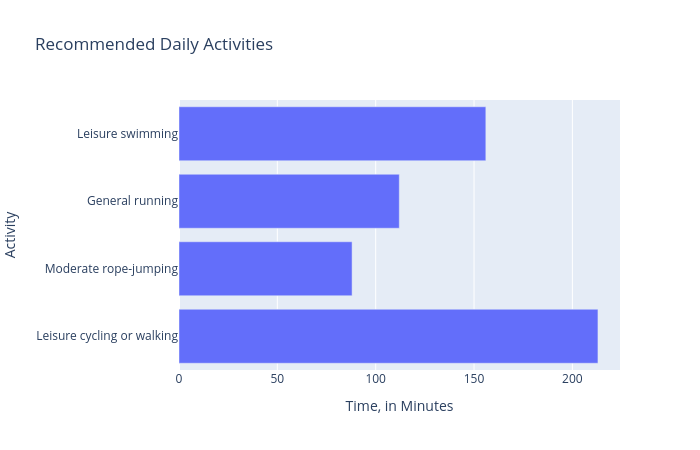 Recommended Daily Activities
Activity
Leisure swimming
General running
Moderate rope-jumping
Leisure cycling or walking
0 50 100 150 200
Time, in Minutes